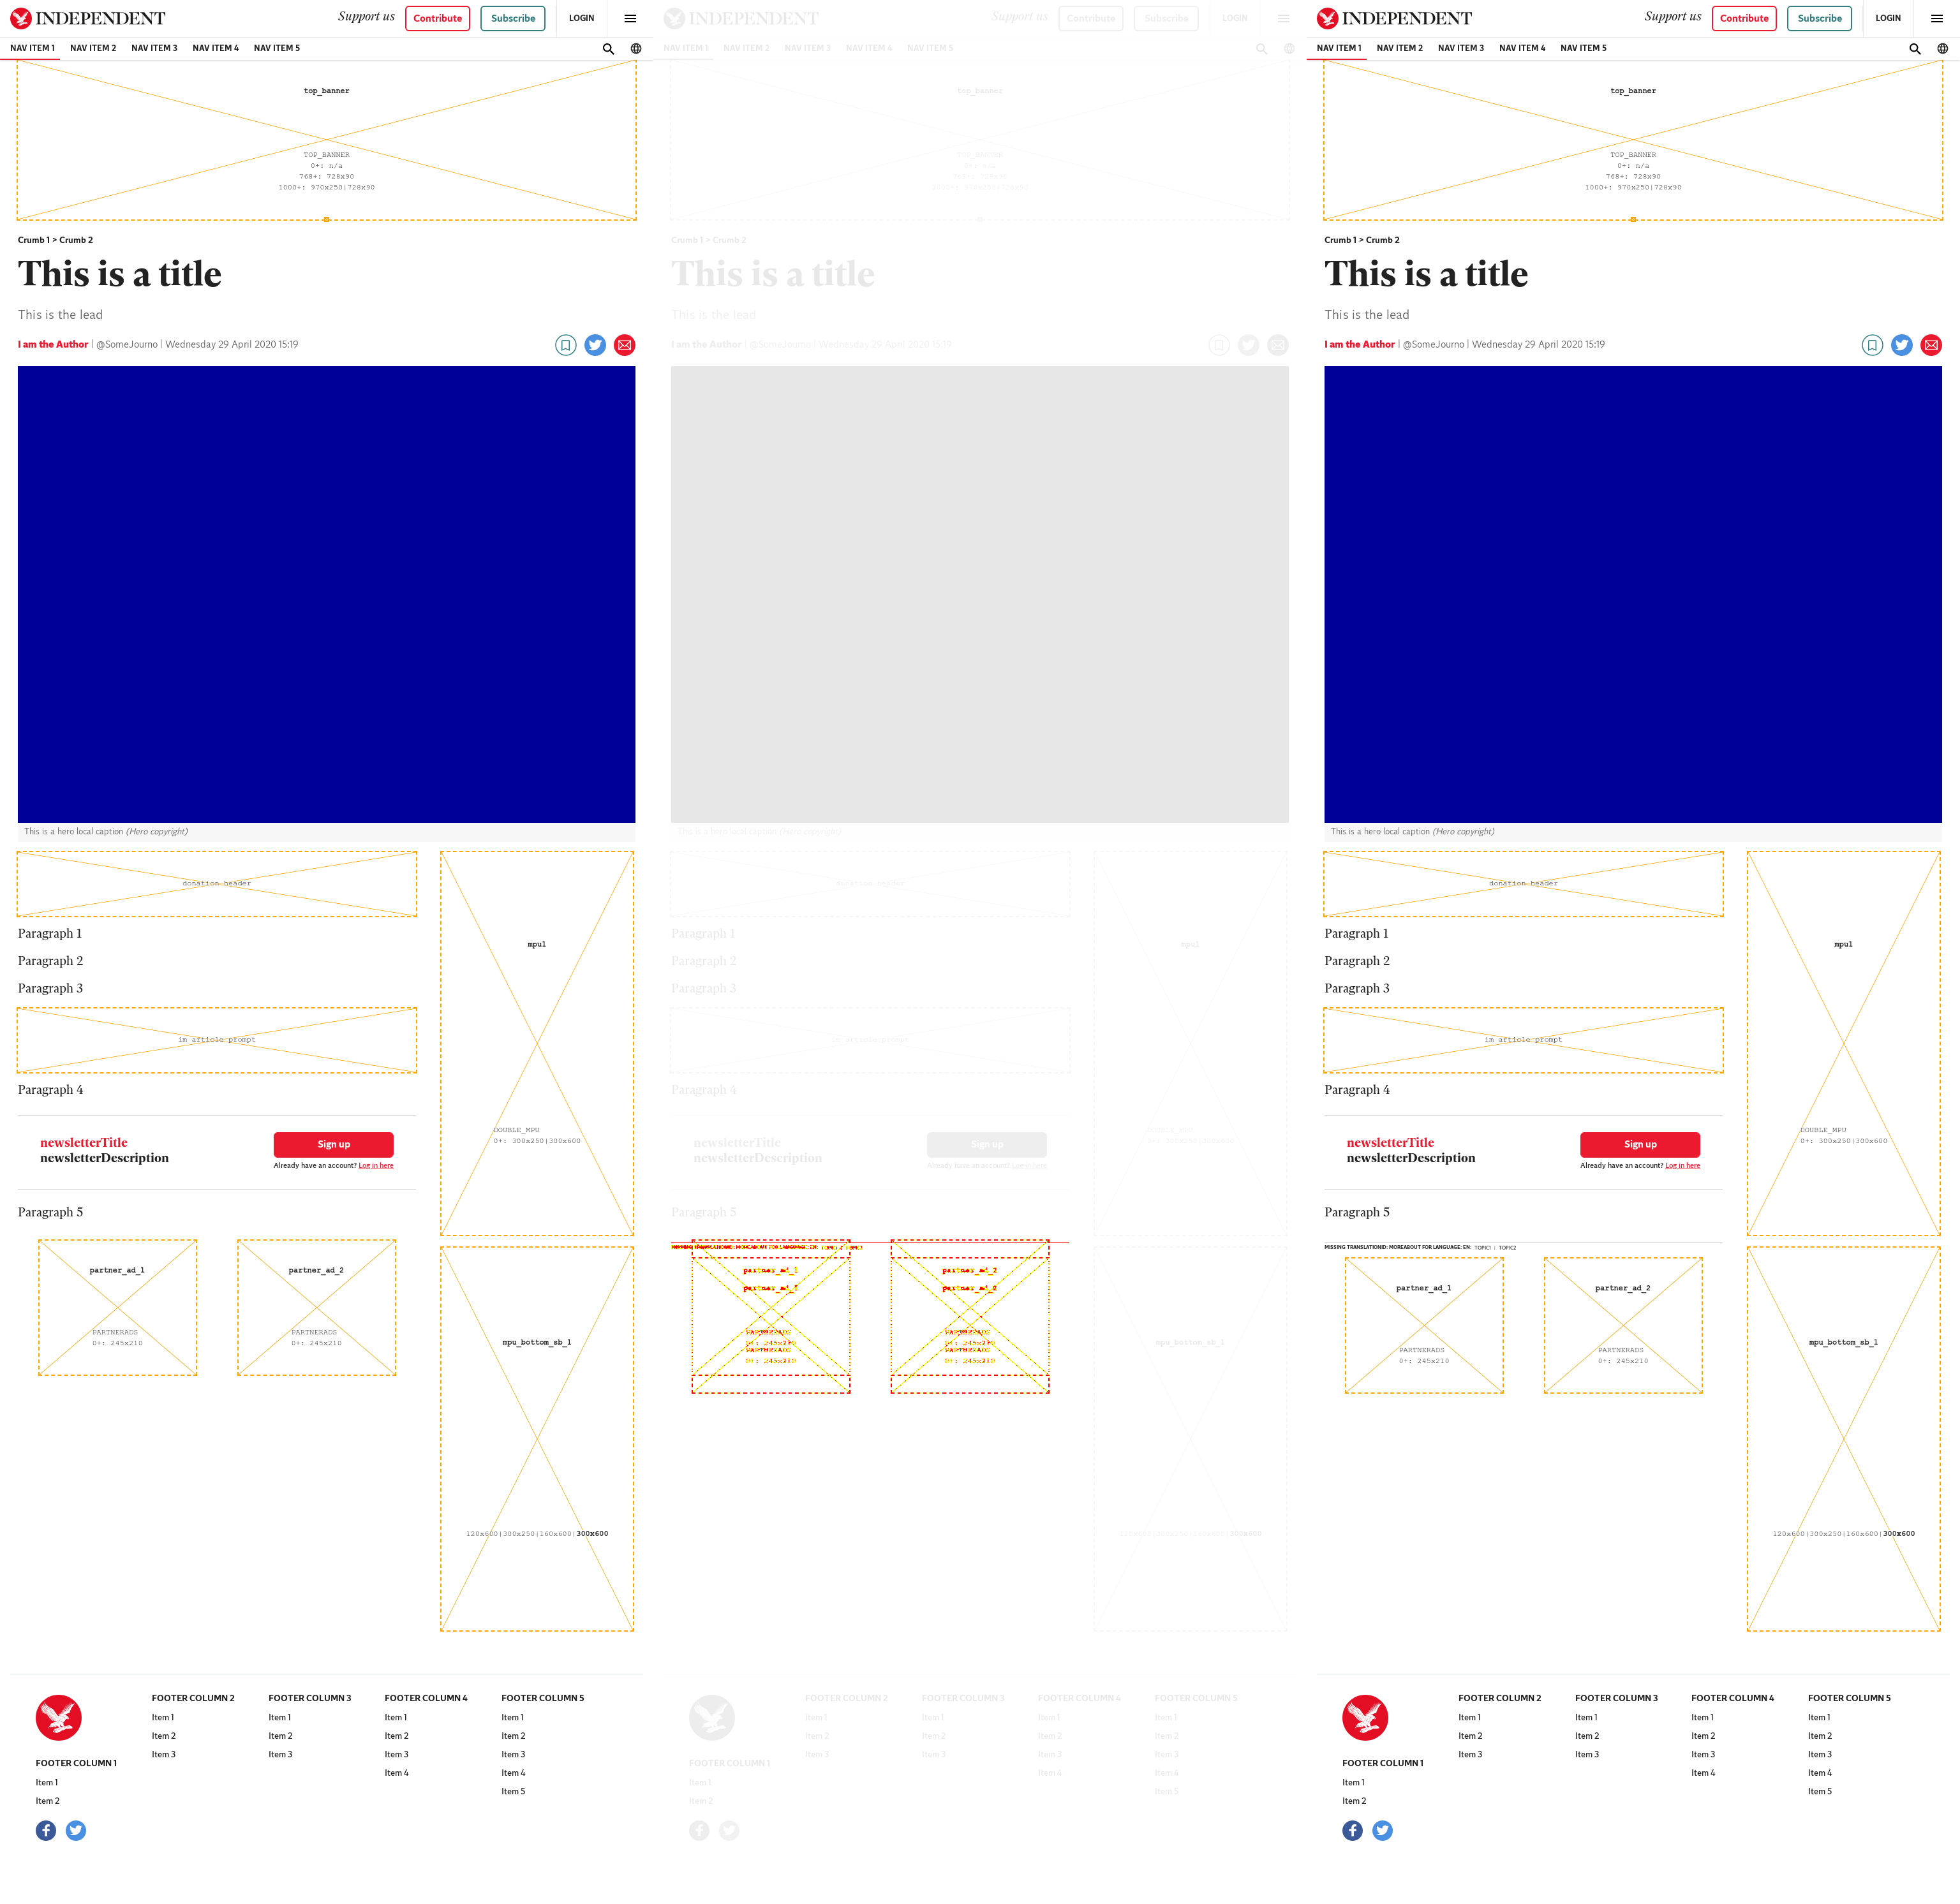 INDEPENDENT
Support us
Contribute
Subscribe
LOGIN
NAV ITEM 1
NAV ITEM 2
NAV ITEM 3
NAV ITEM 4
NAV ITEM 5
top_banner
TOP_BANNER
0+: n/a
768+: 728x90
1000+: 970x250|728x90
Crumb 1 > Crumb 2
This is a title
This is the lead
I am the Author | @SomeJourno | Wednesday 29 April 2020 15:19
This is a hero local caption (Hero copyright)
donation header
Paragraph 1
Paragraph 2
Paragraph 3
im article prompt
Paragraph 4
newsletterTitle
newsletterDescription
Sign up
Already have an account? Log in here
Paragraph 5
partner_ad_1
PARTNERADS
0+: 245x210
partner_ad_2
PARTNERADS
0+: 245x210
mpu1
DOUBLE_MPU
0+: 300x250|300x600
mpu_bottom_sb_1
120x600|300x250|160x600|300x600
FOOTER COLUMN 1
Item 1
Item 2
FOOTER COLUMN 2
Item 1
Item 2
Item 3
FOOTER COLUMN 3
Item 1
Item 2
Item 3
FOOTER COLUMN 4
Item 1
Item 2
Item 3
Item 4
FOOTER COLUMN 5
Item 1
Item 2
Item 3
Item 4
Item 5
INDEPENDENT
Support us
Contribute
Subscribe
LOGIN
NAV ITEM 1
NAV ITEM 2
NAV ITEM 3
NAV ITEM 4
NAV ITEM 5
top_banner
TOP_BANNER
Crumb 1 > Crumb 2
This is a title
This is the lead
I am the Author | @SomeJourno | Wednesday 29 April 2020 15:19
This is a hero local caption (Hero copyright)
Paragraph 1
Paragraph 2
Paragraph 3
Paragraph 4
newsletterTitle
newsletterDescription
Sign up
Already have an account? Log in here
Paragraph 5
partner_ad_1
partner_ad_1
PARTNERADS
0+: 245x210
PARTNERADS
0+: 245x210
partner_ad_2
partner_ad_2
PARTNERADS
0+: 245x210
PARTNERADS
0+: 245x210
mpu1
mpu_bottom_sb_1
300x600
FOOTER COLUMN 1
Item 1
Item 2
FOOTER COLUMN 2
Item 1
Item 2
Item 3
FOOTER COLUMN 3
Item 1
Item 2
Item 3
FOOTER COLUMN 4
Item 1
Item 2
Item 3
Item 4
FOOTER COLUMN 5
Item 1
Item 2
Item 3
Item 4
Item 5
INDEPENDENT
Support us
Contribute
Subscribe
LOGIN
NAV ITEM 1
NAV ITEM 2
NAV ITEM 3
NAV ITEM 4
NAV ITEM 5
top_banner
TOP_BANNER
0+: n/a
768+: 728x90
1000+: 970x250|728x90
Crumb 1 > Crumb 2
This is a title
This is the lead
I am the Author | @SomeJourno | Wednesday 29 April 2020 15:19
This is a hero local caption (Hero copyright)
donation header
Paragraph 1
Paragraph 2
Paragraph 3
im article prompt
Paragraph 4
newsletterTitle
newsletterDescription
Sign up
Already have an account? Log in here
Paragraph 5
MISSING TRANSLATIONID: MOREABOUT FOR LANGUAGE: EN: TOPIC1 | TOPIC2
partner_ad_1
PARTNERADS
0+: 245x210
partner_ad_2
PARTNERADS
0+: 245x210
mpu1
DOUBLE_MPU
0+: 300x250|300x600
mpu_bottom_sb_1
120x600|300x250|160x600|300x600
FOOTER COLUMN 1
Item 1
Item 2
FOOTER COLUMN 2
Item 1
Item 2
Item 3
FOOTER COLUMN 3
Item 1
Item 2
Item 3
FOOTER COLUMN 4
Item 1
Item 2
Item 3
Item 4
FOOTER COLUMN 5
Item 1
Item 2
Item 3
Item 4
Item 5